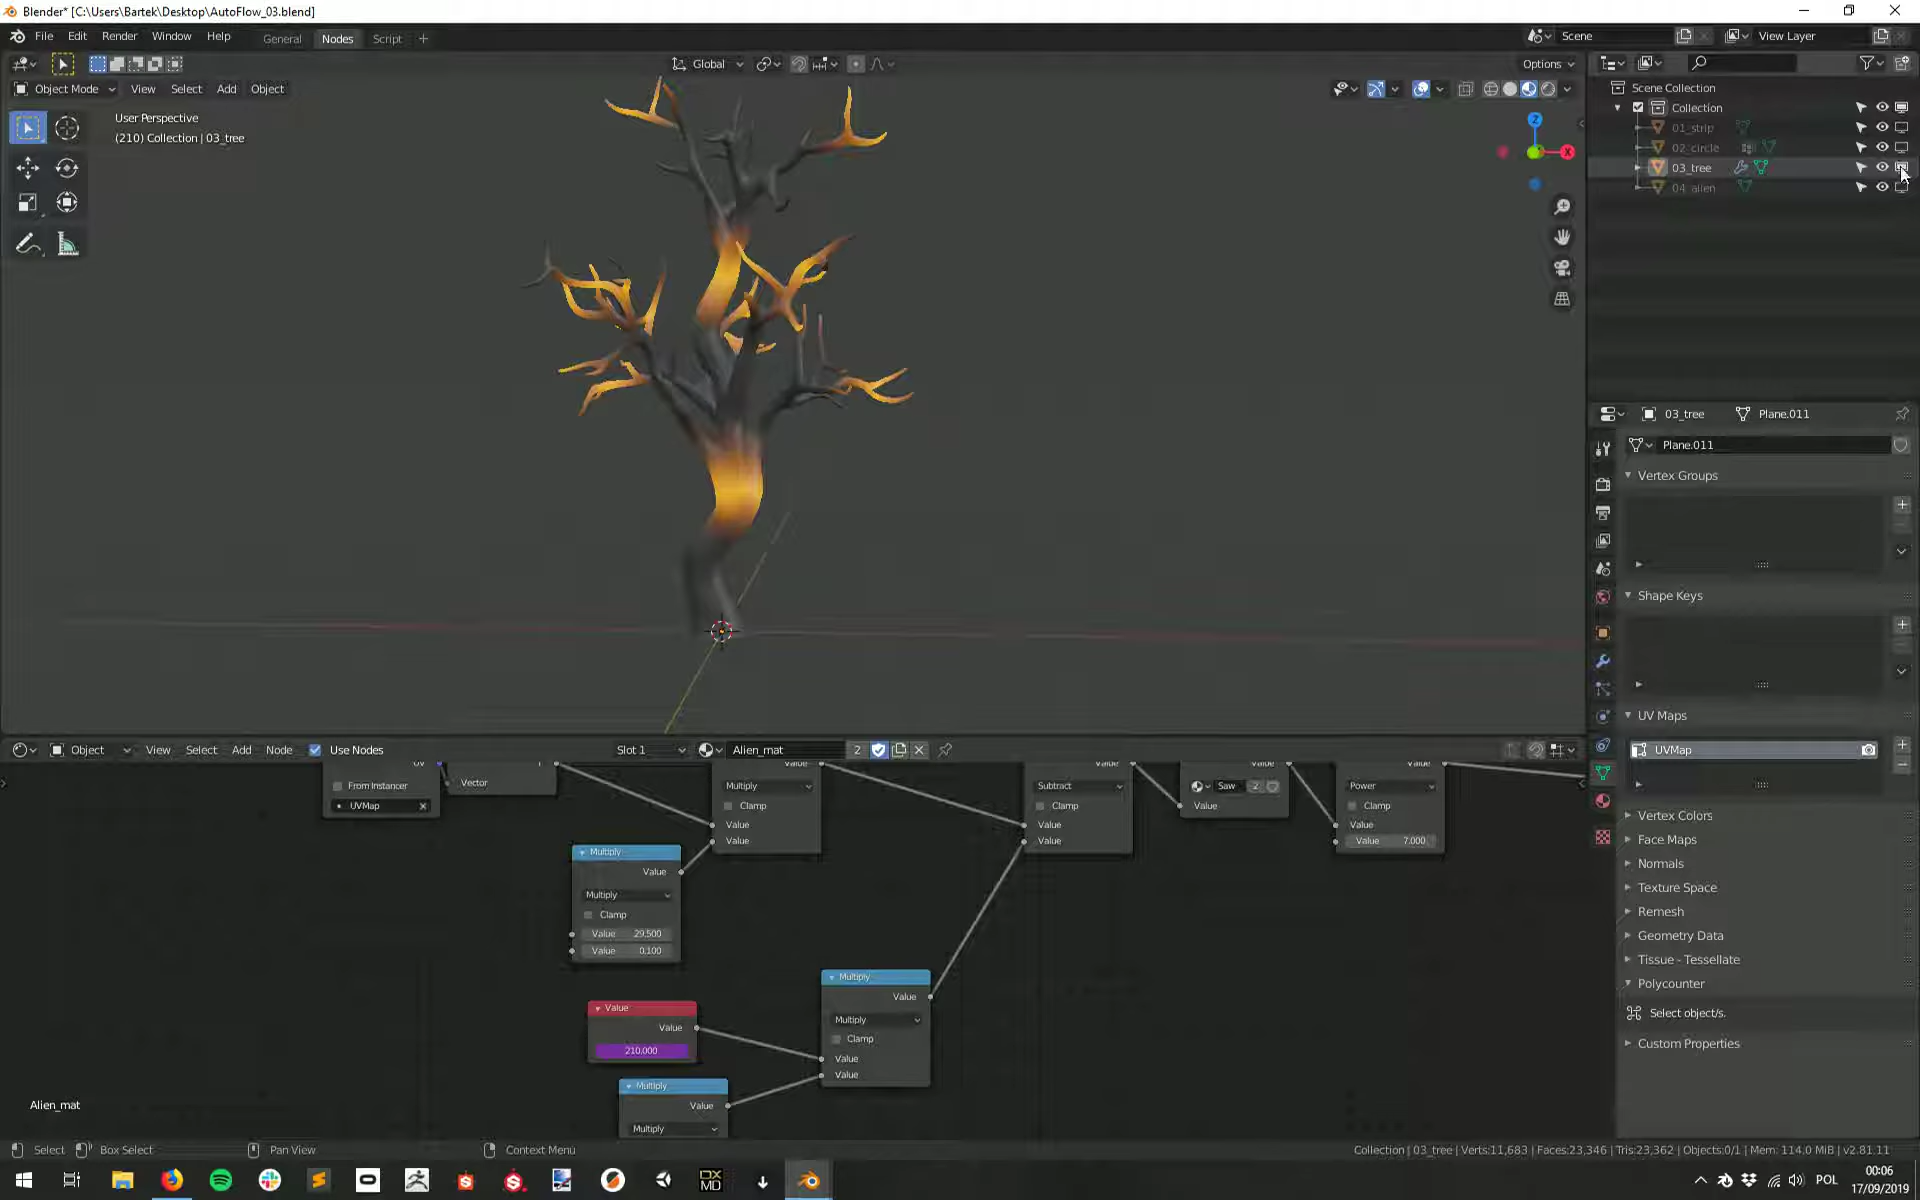 Blender* [C:\Users\Bartek\Desktop\AutoFlow_03.blend]
File Edit Render Window Help General Nodes Script
Scene View Layer
Global
Options
Object Mode View Select Add Object
User Perspective
(210) Collection | 03_tree
Z
X
Scene Collection
Collection
01_strip
02_circle
03_tree
04_alien
03_tree Plane.011
Plane.011
Vertex Groups
Shape Keys
UV Maps
UVMap
Vertex Colors
Face Maps
Normals
Texture Space
Remesh
Geometry Data
Tissue - Tessellate
Polycounter
Select object/s.
Custom Properties
Object View Select Add Node Use Nodes Slot 1 Alien_mat 2
UV
From Instancer
UVMap
Vector
Value
Multiply
Clamp
Value
Value
Value
Subtract
Clamp
Value
Value
Value
Saw 2
Value
Value
Power
Clamp
Value
Value 7.000
Multiply
Value
Multiply
Clamp
Value 29.500
Value 0.100
Value
Value
210.000
Multiply
Value
Multiply
Clamp
Value
Value
Multiply
Value
Multiply
Alien_mat
Select Box Select Pan View Context Menu
Collection | 03_tree | Verts:11,683 | Faces:23,346 | Tris:23,362 | Objects:0/1 | Mem: 114.0 MiB | v2.81.11
DX
MD
POL
00:06
17/09/2019